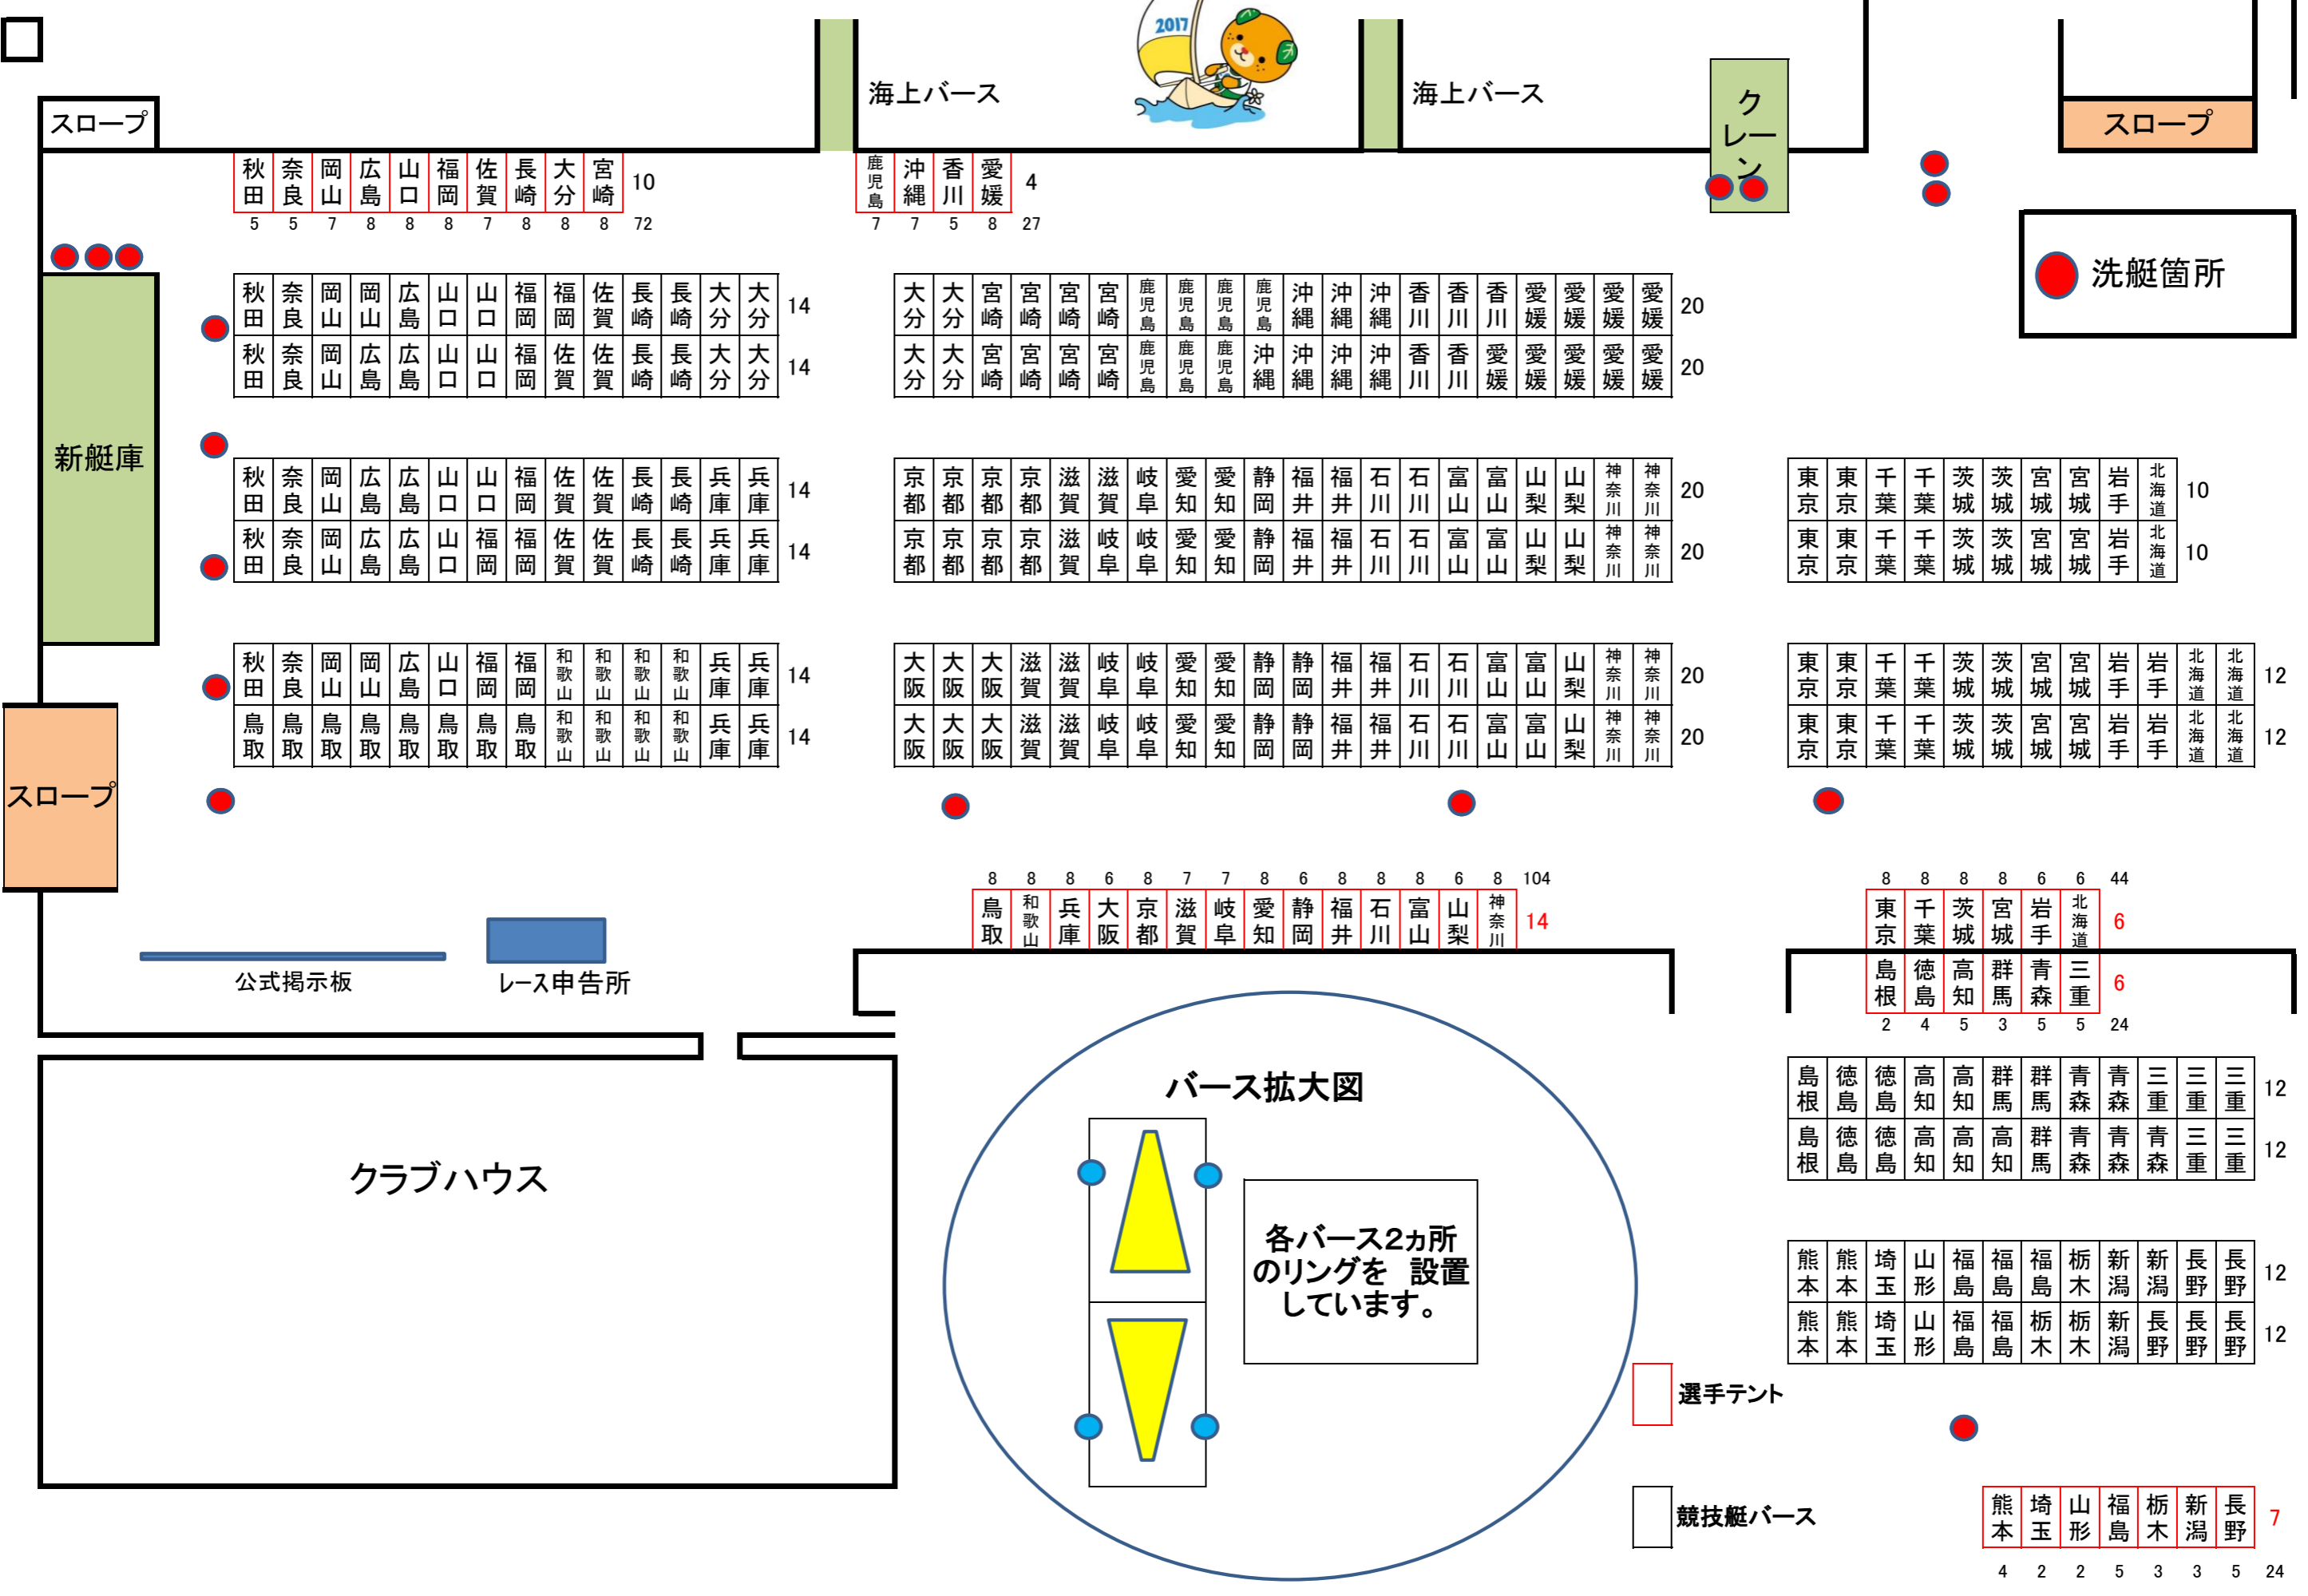 2017
海上バース
海上バース
クレーン
スロープ
スロープ
秋田 奈良 岡山 広島 山口 福岡 佐賀 長崎 大分 宮崎 10
5 5 7 8 8 8 7 8 8 8 72
鹿児島 沖縄 香川 愛媛 4
7 7 5 8 27
洗艇箇所
秋田 奈良 岡山 岡山 広島 山口 山口 福岡 福岡 佐賀 長崎 長崎 大分 大分 14
秋田 奈良 岡山 広島 広島 山口 山口 福岡 佐賀 佐賀 長崎 長崎 大分 大分 14
大分 大分 宮崎 宮崎 宮崎 宮崎 鹿児島 鹿児島 鹿児島 鹿児島 沖縄 沖縄 沖縄 香川 香川 香川 愛媛 愛媛 愛媛 愛媛 20
大分 大分 宮崎 宮崎 宮崎 宮崎 鹿児島 鹿児島 鹿児島 沖縄 沖縄 沖縄 沖縄 香川 香川 愛媛 愛媛 愛媛 愛媛 愛媛 20
新艇庫
秋田 奈良 岡山 広島 広島 山口 山口 福岡 佐賀 佐賀 長崎 長崎 兵庫 兵庫 14
秋田 奈良 岡山 広島 広島 山口 福岡 福岡 佐賀 佐賀 長崎 長崎 兵庫 兵庫 14
京都 京都 京都 京都 滋賀 滋賀 岐阜 愛知 愛知 静岡 福井 福井 石川 石川 富山 富山 山梨 山梨 神奈川 神奈川 20
京都 京都 京都 京都 滋賀 岐阜 岐阜 愛知 愛知 静岡 福井 福井 石川 石川 富山 富山 山梨 山梨 神奈川 神奈川 20
東京 東京 千葉 千葉 茨城 茨城 宮城 宮城 岩手 北海道 10
東京 東京 千葉 千葉 茨城 茨城 宮城 宮城 岩手 北海道 10
秋田 奈良 岡山 岡山 広島 山口 福岡 福岡 和歌山 和歌山 和歌山 和歌山 兵庫 兵庫 14
鳥取 鳥取 鳥取 鳥取 鳥取 鳥取 鳥取 鳥取 和歌山 和歌山 和歌山 和歌山 兵庫 兵庫 14
大阪 大阪 大阪 滋賀 滋賀 岐阜 岐阜 愛知 愛知 静岡 静岡 福井 福井 石川 石川 富山 富山 山梨 神奈川 神奈川 20
大阪 大阪 大阪 滋賀 滋賀 岐阜 岐阜 愛知 愛知 静岡 静岡 福井 福井 石川 石川 富山 富山 山梨 神奈川 神奈川 20
東京 東京 千葉 千葉 茨城 茨城 宮城 宮城 岩手 岩手 北海道 北海道 12
東京 東京 千葉 千葉 茨城 茨城 宮城 宮城 岩手 岩手 北海道 北海道 12
スロープ
8 8 8 6 8 7 7 8 6 8 8 8 6 8 104
鳥取 和歌山 兵庫 大阪 京都 滋賀 岐阜 愛知 静岡 福井 石川 富山 山梨 神奈川 14
8 8 8 8 6 6 44
東京 千葉 茨城 宮城 岩手 北海道 6
島根 徳島 高知 群馬 青森 三重 6
2 4 5 3 5 5 24
公式掲示板
レース申告所
島根 徳島 徳島 高知 高知 群馬 群馬 青森 青森 三重 三重 三重 12
島根 徳島 徳島 高知 高知 高知 群馬 青森 青森 青森 三重 三重 12
クラブハウス
バース拡大図
各バース2ヵ所
のリングを 設置
しています。
熊本 熊本 埼玉 山形 福島 福島 福島 栃木 新潟 新潟 長野 長野 12
熊本 熊本 埼玉 山形 福島 福島 栃木 栃木 新潟 長野 長野 長野 12
選手テント
競技艇バース
熊本 埼玉 山形 福島 栃木 新潟 長野 7
4 2 2 5 3 3 5 24